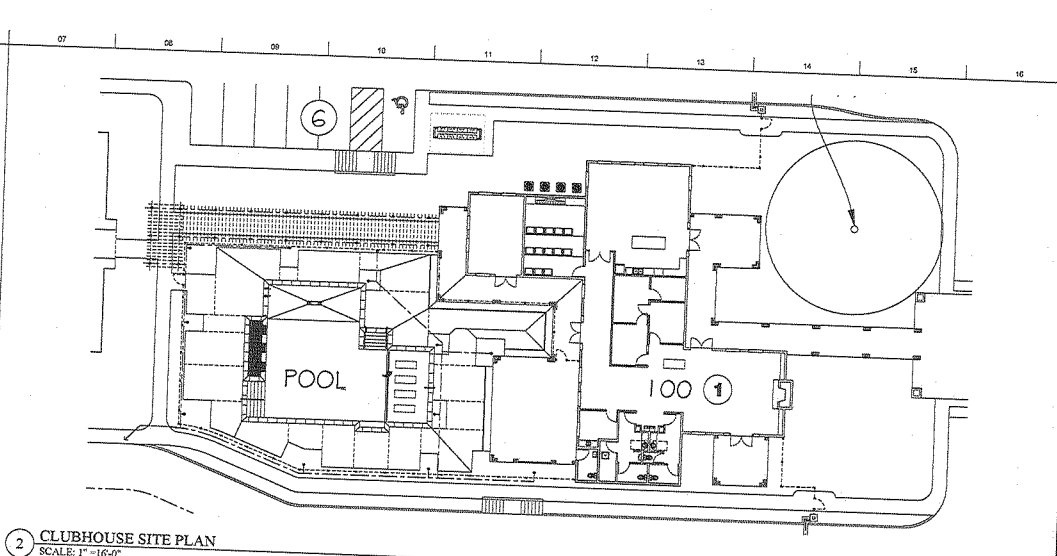 07 08 09 10 11 12 13 14 15 16
6
POOL
100 1
2 CLUBHOUSE SITE PLAN
SCALE: 1" =16'-0"